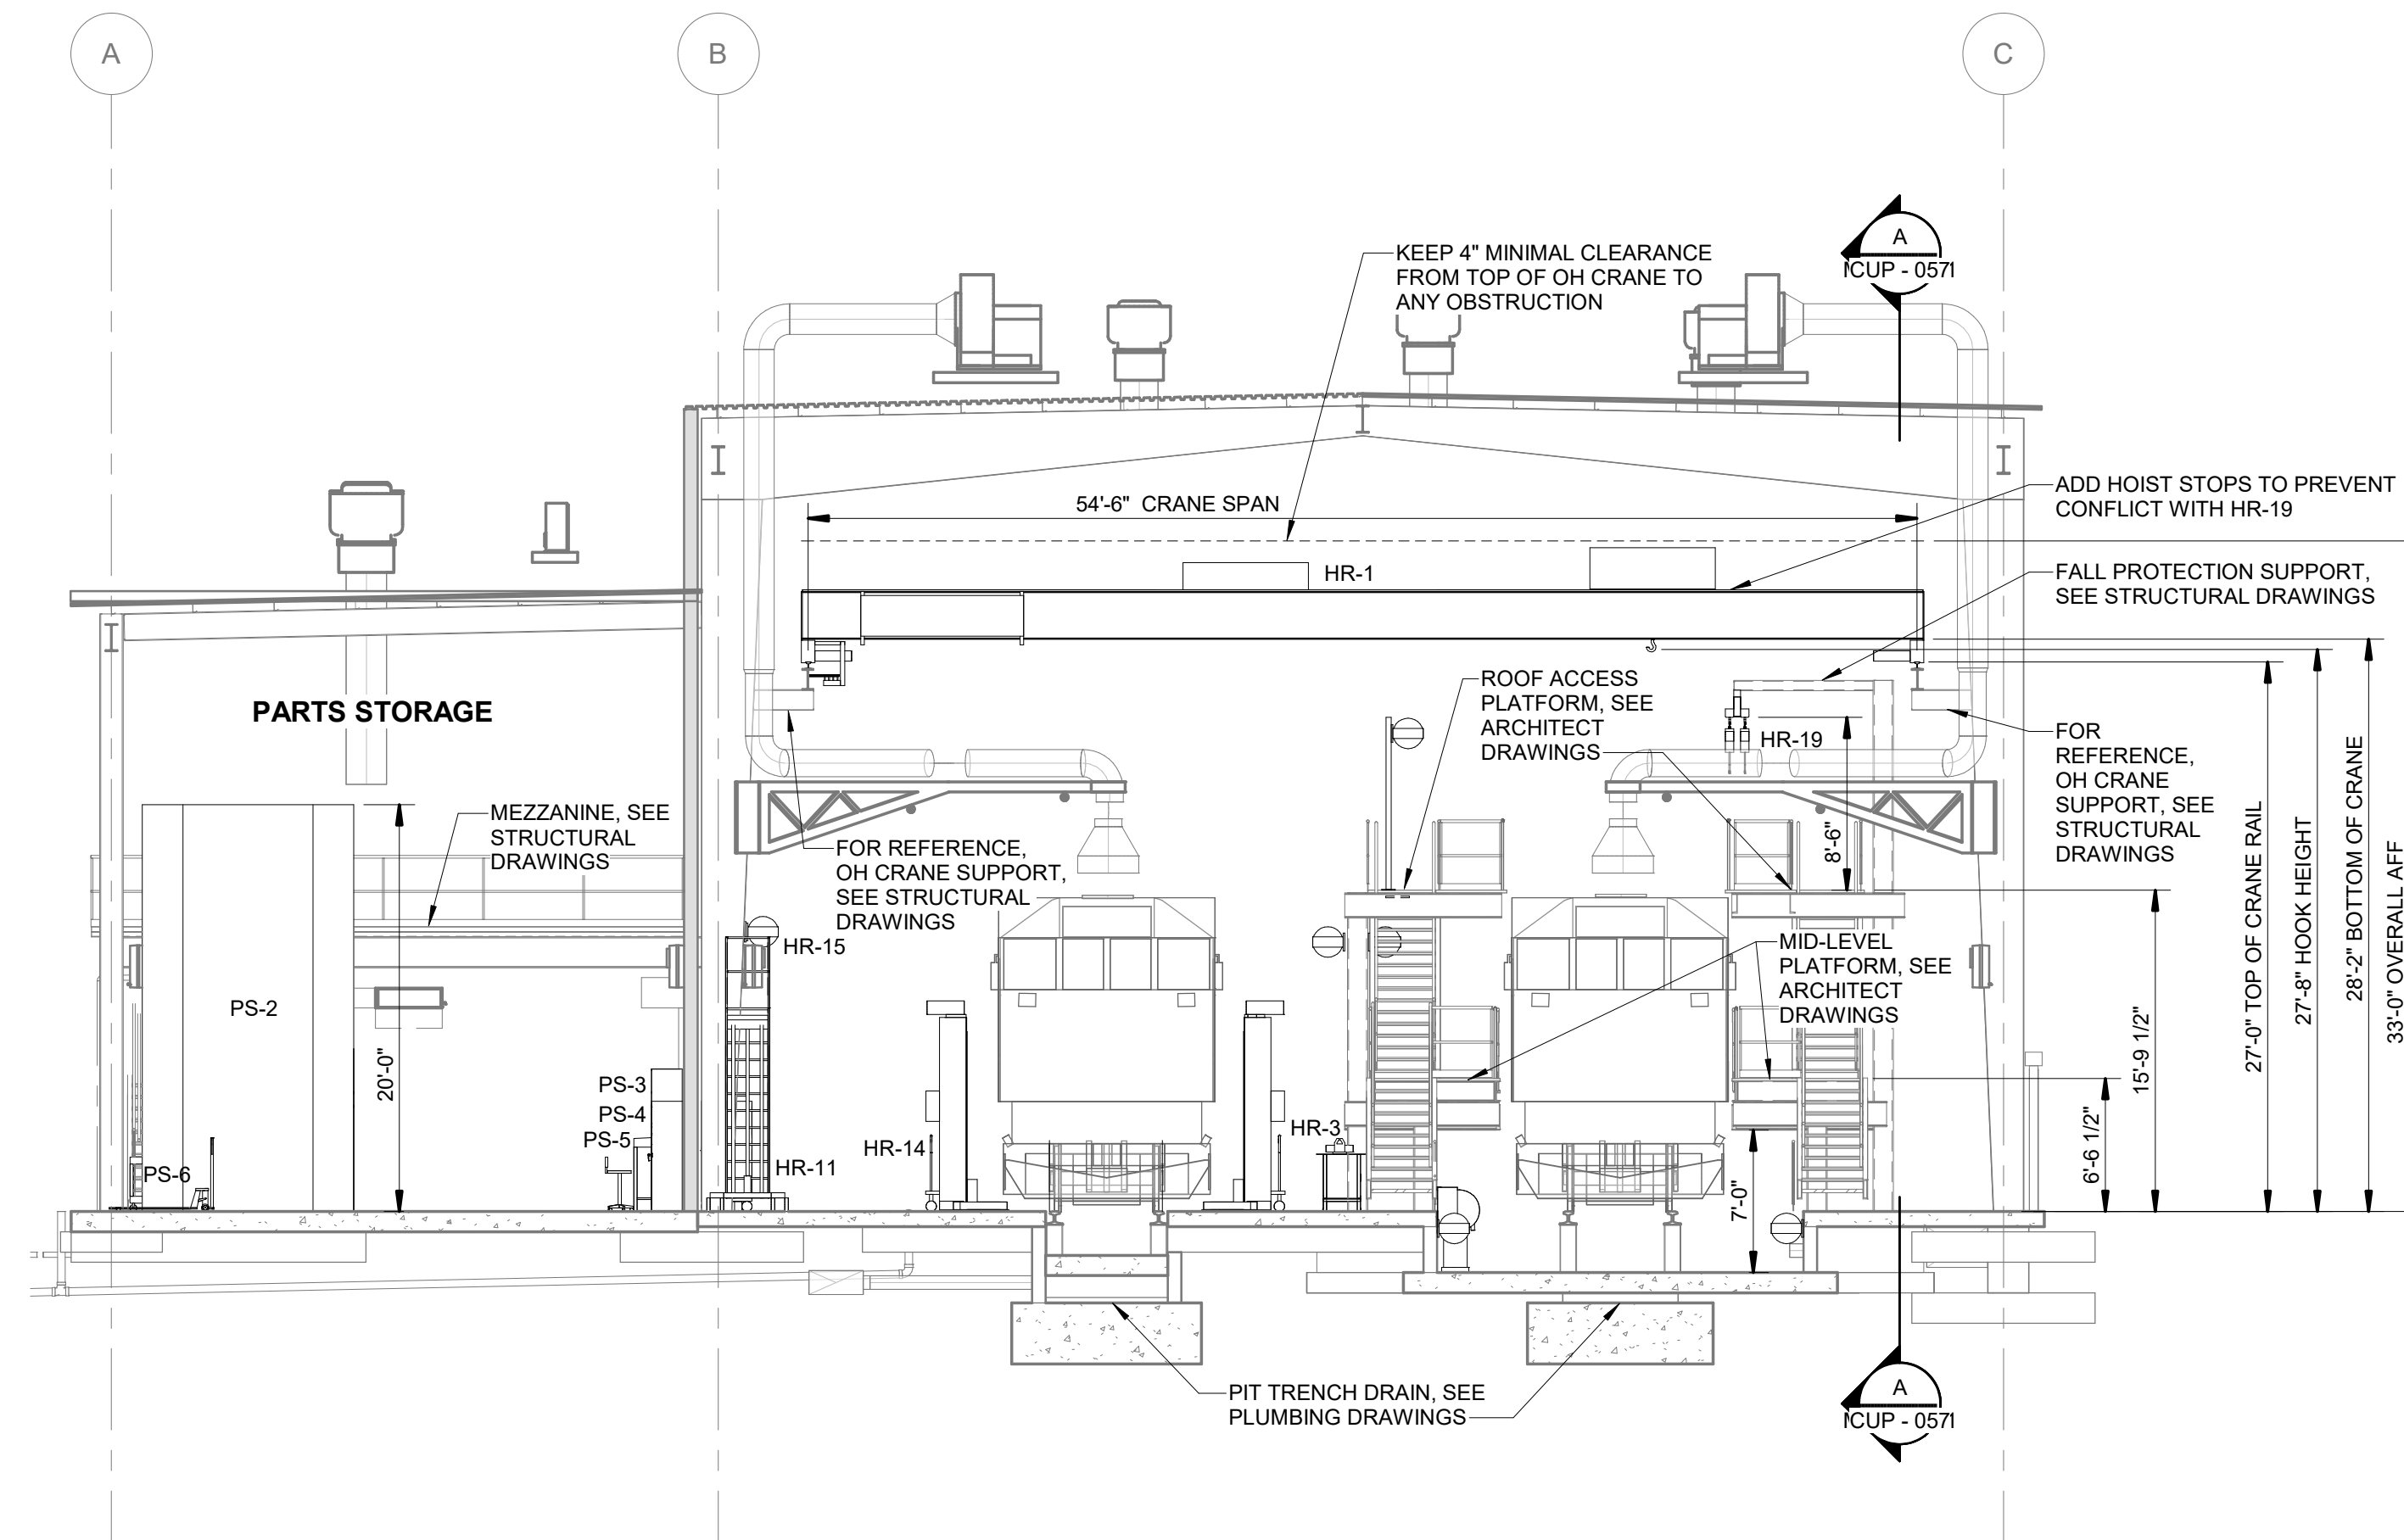 A
B
C
A
CUP - 0571
KEEP 4" MINIMAL CLEARANCE
FROM TOP OF OH CRANE TO
ANY OBSTRUCTION
54'-6" CRANE SPAN
ADD HOIST STOPS TO PREVENT
CONFLICT WITH HR-19
HR-1
FALL PROTECTION SUPPORT,
SEE STRUCTURAL DRAWINGS
PARTS STORAGE
ROOF ACCESS
PLATFORM, SEE
ARCHITECT
DRAWINGS
HR-19
FOR
REFERENCE,
OH CRANE
SUPPORT, SEE
STRUCTURAL
DRAWINGS
MEZZANINE, SEE
STRUCTURAL
DRAWINGS
FOR REFERENCE,
OH CRANE SUPPORT,
SEE STRUCTURAL
DRAWINGS
8'-6"
HR-15
MID-LEVEL
PLATFORM, SEE
ARCHITECT
DRAWINGS
PS-2
20'-0"
PS-3
PS-4
PS-5
PS-6
HR-11
HR-14
HR-3
7'-0"
6'-6 1/2"
15'-9 1/2"
27'-0" TOP OF CRANE RAIL
27'-8" HOOK HEIGHT
28'-2" BOTTOM OF CRANE
33'-0" OVERALL AFF
PIT TRENCH DRAIN, SEE
PLUMBING DRAWINGS
A
CUP - 0571